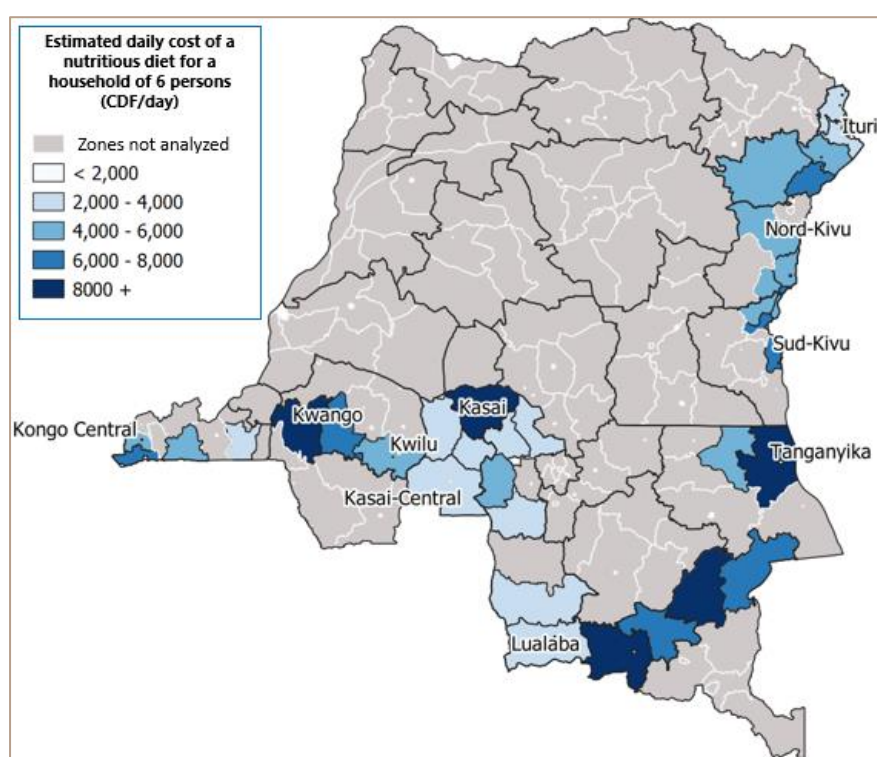 Estimated daily cost of a
nutritious diet for a
household of 6 persons
(CDF/day)
Zones not analyzed
< 2,000
2,000 - 4,000
4,000 - 6,000
6,000 - 8,000
8000 +
Ituri
Nord-Kivu
Sud-Kivu
Kongo Central
Kwango
Kasai
Kwilu
Tanganyika
Kasai-Central
Lualába